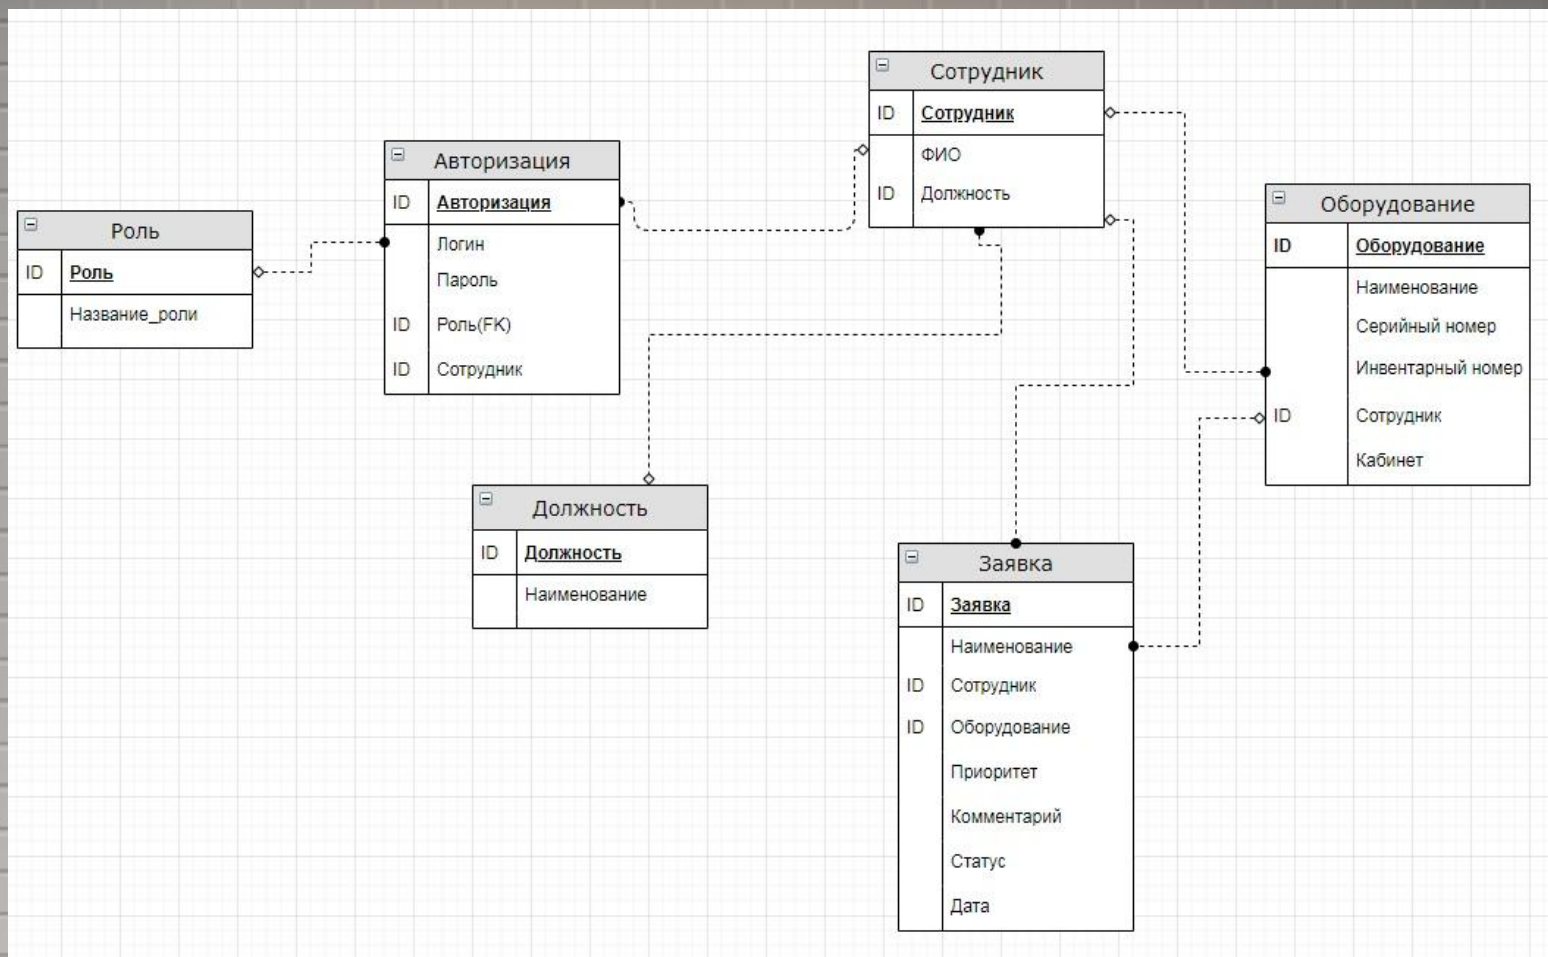 Роль
ID Роль
Название_роли
Авторизация
ID Авторизация
Логин
Пароль
ID Роль(FK)
ID Сотрудник
Сотрудник
ID Сотрудник
ФИО
ID Должность
Оборудование
ID Оборудование
Наименование
Серийный номер
Инвентарный номер
ID Сотрудник
Кабинет
Должность
ID Должность
Наименование
Заявка
ID Заявка
Наименование
ID Сотрудник
ID Оборудование
Приоритет
Комментарий
Статус
Дата